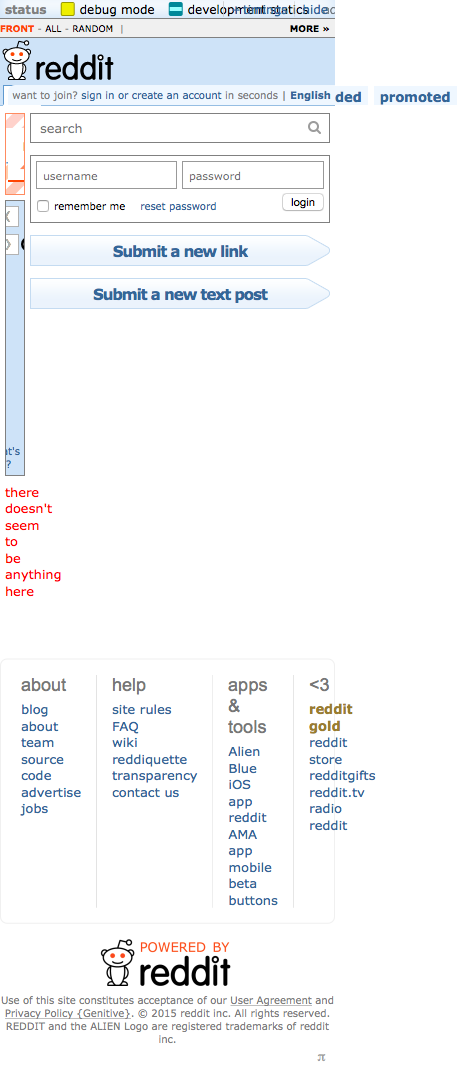 status debug mode development statics hide
FRONT - ALL - RANDOM | MORE »
reddit
want to join? sign in or create an account in seconds | English
ded promoted
search
username password
remember me reset password login
Submit a new link
Submit a new text post
?
there
doesn't
seem
to
be
anything
here
about
blog
about
team
source
code
advertise
jobs
help
site rules
FAQ
wiki
reddiquette
transparency
contact us
apps
&
tools
Alien
Blue
iOS
app
reddit
AMA
app
mobile
beta
buttons
<3
reddit
gold
reddit
store
redditgifts
reddit.tv
radio
reddit
POWERED BY
reddit
Use of this site constitutes acceptance of our User Agreement and
Privacy Policy {Genitive}. © 2015 reddit inc. All rights reserved.
REDDIT and the ALIEN Logo are registered trademarks of reddit
inc.
π